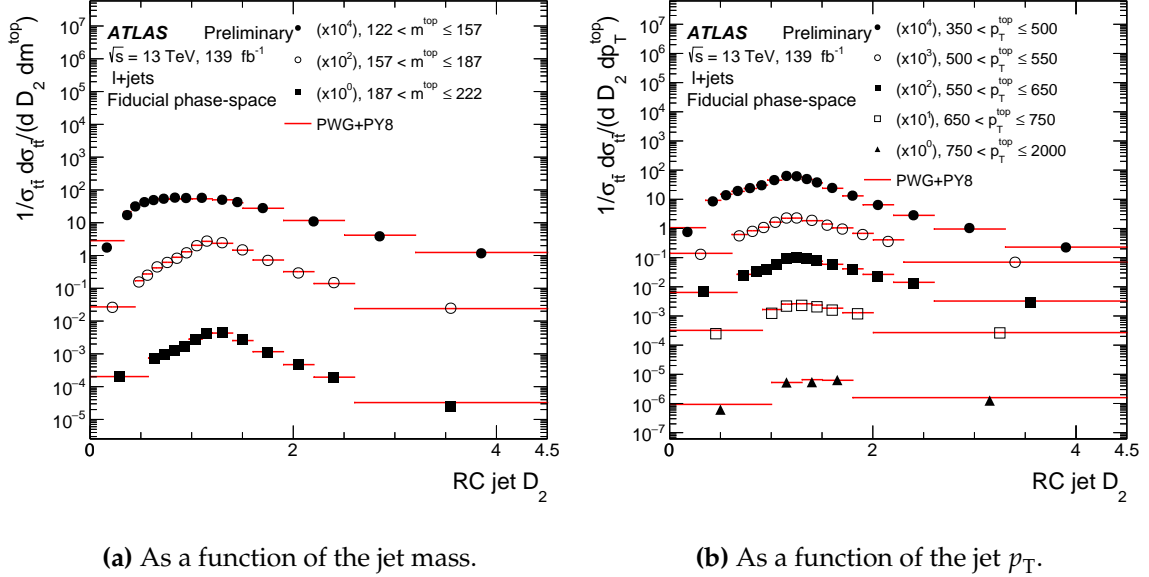 ATLAS Preliminary
√s = 13 TeV, 139 fb⁻¹
l+jets
Fiducial phase-space
(x10⁴), 122 < m^top ≤ 157
(x10²), 157 < m^top ≤ 187
(x10⁰), 187 < m^top ≤ 222
PWG+PY8
1/σ_tt̄ dσ_tt̄/(d D₂ dm^top)
10⁷
10⁶
10⁵
10⁴
10³
10²
10
1
10⁻¹
10⁻²
10⁻³
10⁻⁴
10⁻⁵
0 2 4 4.5
RC jet D₂
(a) As a function of the jet mass.
ATLAS Preliminary
√s = 13 TeV, 139 fb⁻¹
l+jets
Fiducial phase-space
(x10⁴), 350 < p_T^top ≤ 500
(x10³), 500 < p_T^top ≤ 550
(x10²), 550 < p_T^top ≤ 650
(x10¹), 650 < p_T^top ≤ 750
(x10⁰), 750 < p_T^top ≤ 2000
PWG+PY8
1/σ_tt̄ dσ_tt̄/(d D₂ dp_T^top)
10⁷
10⁶
10⁵
10⁴
10³
10²
10
1
10⁻¹
10⁻²
10⁻³
10⁻⁴
10⁻⁵
10⁻⁶
10⁻⁷
0 2 4 4.5
RC jet D₂
(b) As a function of the jet p_T.